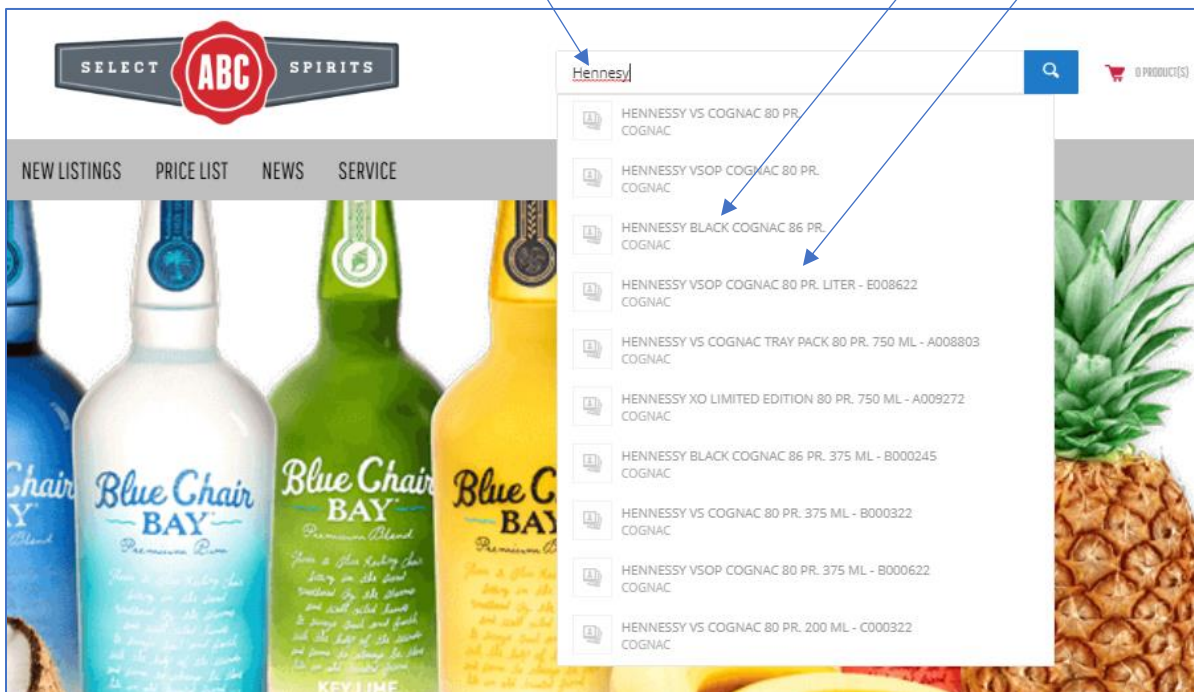 SELECT ABC SPIRITS
Hennesy
0 PRODUCT(S)
NEW LISTINGS PRICE LIST NEWS SERVICE
HENNESSY VS COGNAC 80 PR.
COGNAC
HENNESSY VSOP COGNAC 80 PR.
COGNAC
HENNESSY BLACK COGNAC 86 PR.
COGNAC
HENNESSY VSOP COGNAC 80 PR. LITER - E008622
COGNAC
HENNESSY VS COGNAC TRAY PACK 80 PR. 750 ML - A008803
COGNAC
HENNESSY XO LIMITED EDITION 80 PR. 750 ML - A009272
COGNAC
HENNESSY BLACK COGNAC 86 PR. 375 ML - B000245
COGNAC
HENNESSY VS COGNAC 80 PR. 375 ML - B000322
COGNAC
HENNESSY VSOP COGNAC 80 PR. 375 ML - B000622
COGNAC
HENNESSY VS COGNAC 80 PR. 200 ML - C000322
COGNAC
Chair
Y
Blend
Blue Chair
BAY
Premium Rum
Blue Chair
BAY
Premium Blend
KEY LIME
Blue C
BAY